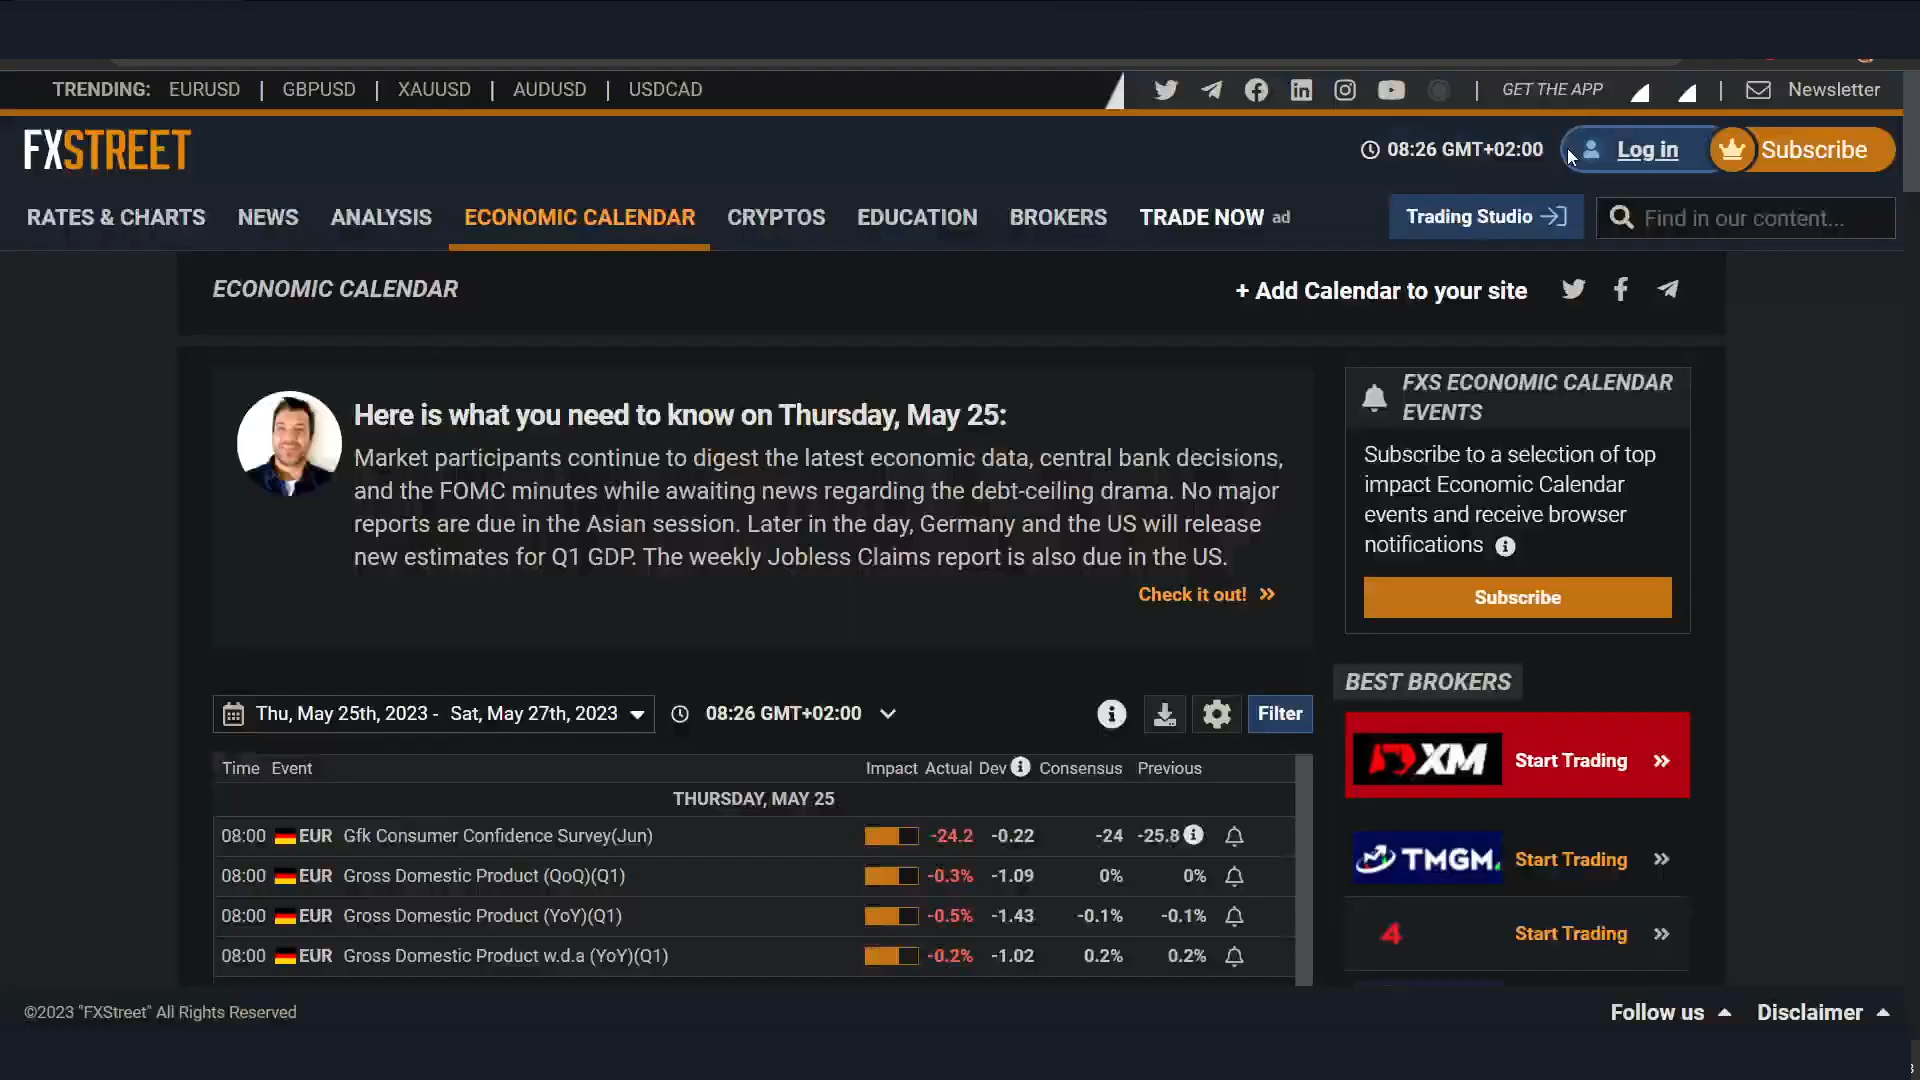 TRENDING: EURUSD | GBPUSD | XAUUSD | AUDUSD | USDCAD | GET THE APP | Newsletter
FXSTREET 08:26 GMT+02:00 Log in Subscribe
RATES & CHARTS NEWS ANALYSIS ECONOMIC CALENDAR CRYPTOS EDUCATION BROKERS TRADE NOW ad Trading Studio Find in our content...
ECONOMIC CALENDAR + Add Calendar to your site
Here is what you need to know on Thursday, May 25:
Market participants continue to digest the latest economic data, central bank decisions,
and the FOMC minutes while awaiting news regarding the debt-ceiling drama. No major
reports are due in the Asian session. Later in the day, Germany and the US will release
new estimates for Q1 GDP. The weekly Jobless Claims report is also due in the US.
Check it out!
FXS ECONOMIC CALENDAR
EVENTS
Subscribe to a selection of top
impact Economic Calendar
events and receive browser
notifications
Subscribe
Thu, May 25th, 2023 - Sat, May 27th, 2023 08:26 GMT+02:00 Filter
Time Event Impact Actual Dev Consensus Previous
THURSDAY, MAY 25
08:00 EUR Gfk Consumer Confidence Survey(Jun) -24.2 -0.22 -24 -25.8
08:00 EUR Gross Domestic Product (QoQ)(Q1) -0.3% -1.09 0% 0%
08:00 EUR Gross Domestic Product (YoY)(Q1) -0.5% -1.43 -0.1% -0.1%
08:00 EUR Gross Domestic Product w.d.a (YoY)(Q1) -0.2% -1.02 0.2% 0.2%
BEST BROKERS
XM Start Trading
TMGM Start Trading
4 Start Trading
©2023 "FXStreet" All Rights Reserved Follow us Disclaimer